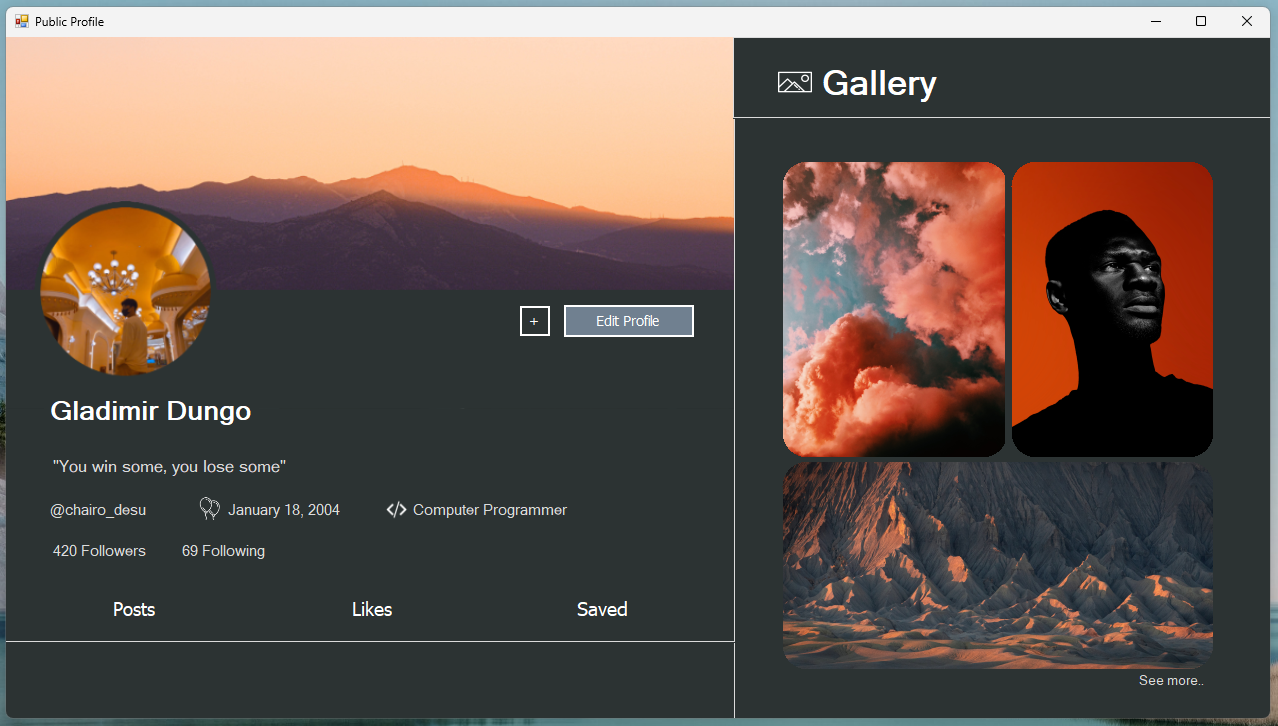 Public Profile
Gallery
+
Edit Profile
Gladimir Dungo
"You win some, you lose some"
@chairo_desu
January 18, 2004
Computer Programmer
420 Followers
69 Following
Posts
Likes
Saved
See more..